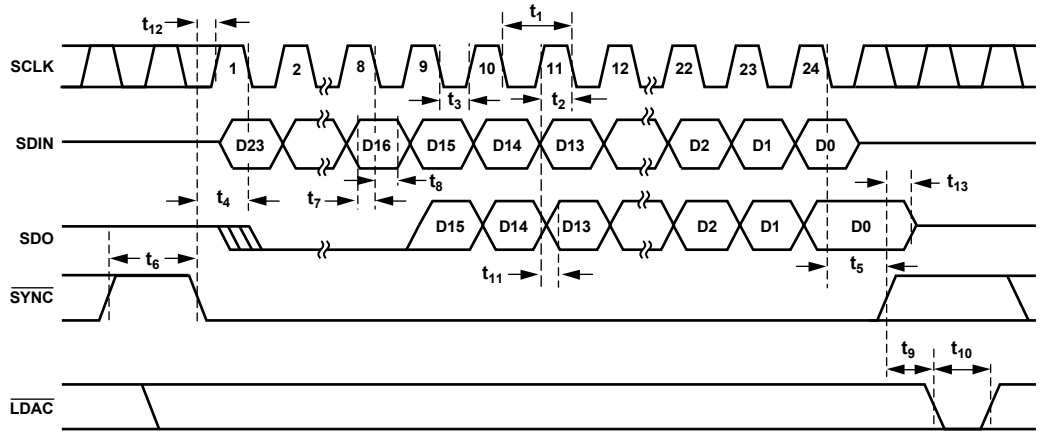 t12 t1
SCLK 1 2 8 9 10 11 12 22 23 24
t3 t2
SDIN D23 D16 D15 D14 D13 D2 D1 D0
t4 t7 t8 t13
SDO D15 D14 D13 D2 D1 D0
t6 t11 t5
SYNC
t9 t10
LDAC